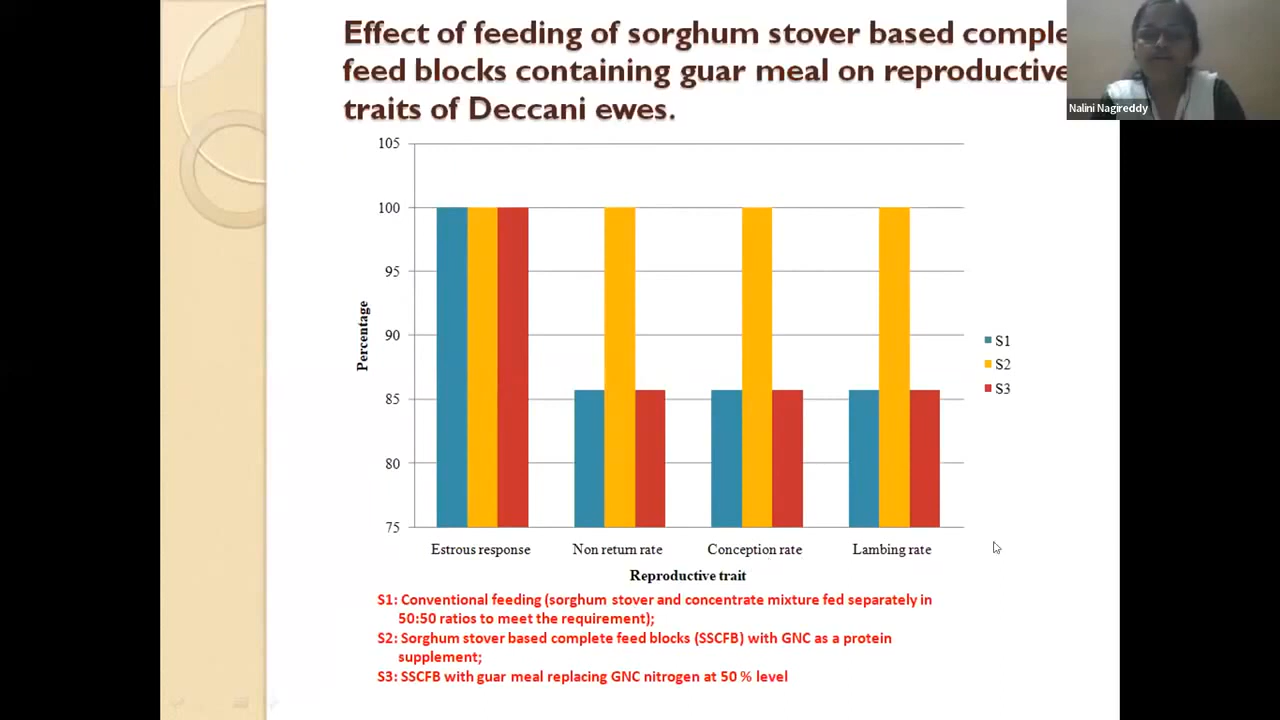 Effect of feeding of sorghum stover based comple
feed blocks containing guar meal on reproductive
traits of Deccani ewes.
Nalini Nagireddy
105
100
95
90
85
80
75
Percentage
S1
S2
S3
Estrous response
Non return rate
Conception rate
Lambing rate
Reproductive trait
S1: Conventional feeding (sorghum stover and concentrate mixture fed separately in
50:50 ratios to meet the requirement);
S2: Sorghum stover based complete feed blocks (SSCFB) with GNC as a protein
supplement;
S3: SSCFB with guar meal replacing GNC nitrogen at 50 % level